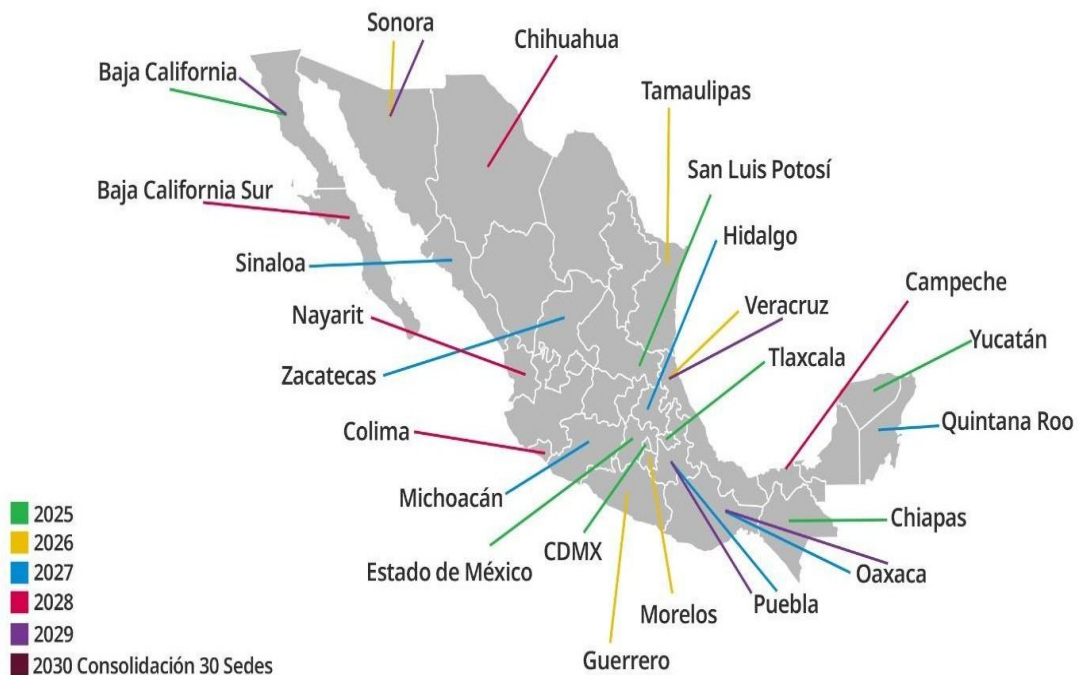 Sonora
Chihuahua
Baja California
Tamaulipas
San Luis Potosí
Baja California Sur
Hidalgo
Sinaloa
Campeche
Nayarit
Veracruz
Yucatán
Tlaxcala
Zacatecas
Quintana Roo
Colima
Michoacán
Chiapas
CDMX
Estado de México
Oaxaca
Puebla
Morelos
Guerrero
2025
2026
2027
2028
2029
2030 Consolidación 30 Sedes